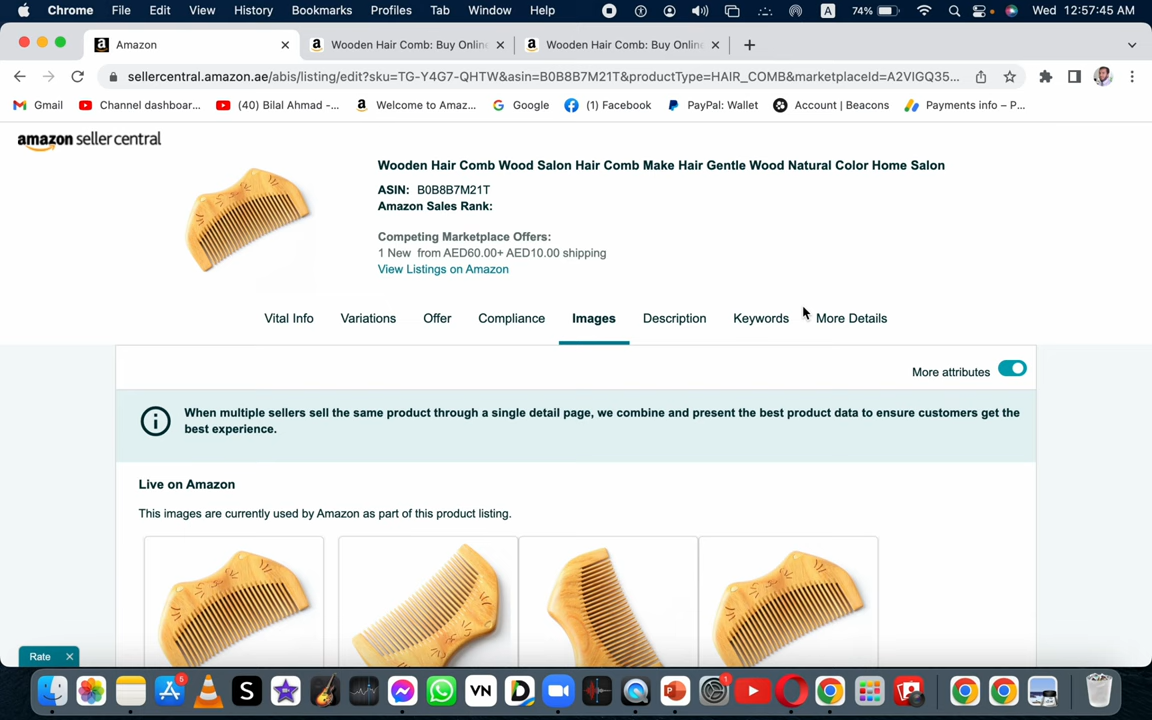 Chrome File Edit View History Bookmarks Profiles Tab Window Help A 74% Wed 12:57:45 AM
Amazon Wooden Hair Comb: Buy Onlin Wooden Hair Comb: Buy Onlin
sellercentral.amazon.ae/abis/listing/edit?sku=TG-Y4G7-QHTW&asin=B0B8B7M21T&productType=HAIR_COMB&marketplaceId=A2VIGQ35...
Gmail Channel dashboar... (40) Bilal Ahmad -... Welcome to Amaz... Google (1) Facebook PayPal: Wallet Account | Beacons Payments info – P...
amazon seller central
Wooden Hair Comb Wood Salon Hair Comb Make Hair Gentle Wood Natural Color Home Salon
ASIN: B0B8B7M21T
Amazon Sales Rank:
Competing Marketplace Offers:
1 New from AED60.00+ AED10.00 shipping
View Listings on Amazon
Vital Info Variations Offer Compliance Images Description Keywords More Details
More attributes
When multiple sellers sell the same product through a single detail page, we combine and present the best product data to ensure customers get the
best experience.
Live on Amazon
This images are currently used by Amazon as part of this product listing.
Rate
5 S VN D 1